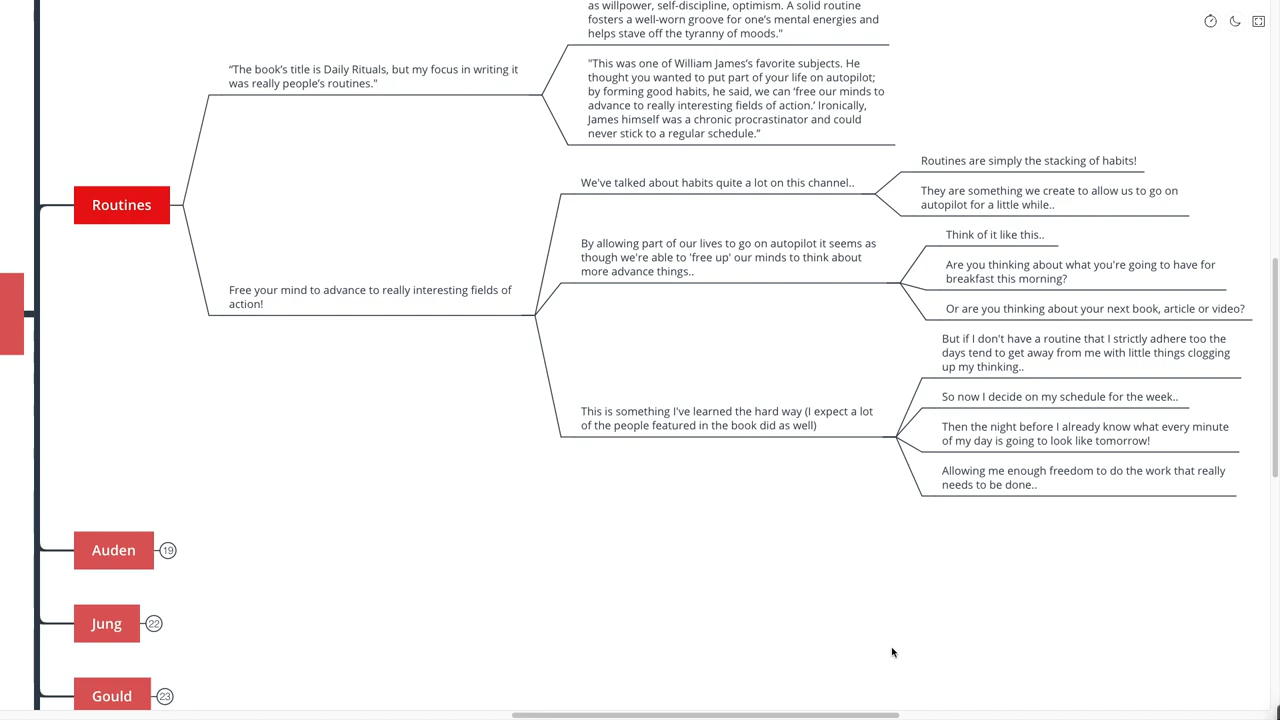 as willpower, self-discipline, optimism. A solid routine
fosters a well-worn groove for one's mental energies and
helps stave off the tyranny of moods."
“The book's title is Daily Rituals, but my focus in writing it
was really people's routines."
"This was one of William James's favorite subjects. He
thought you wanted to put part of your life on autopilot;
by forming good habits, he said, we can ‘free our minds to
advance to really interesting fields of action.’ Ironically,
James himself was a chronic procrastinator and could
never stick to a regular schedule.”
Routines
Free your mind to advance to really interesting fields of
action!
We've talked about habits quite a lot on this channel..
Routines are simply the stacking of habits!
They are something we create to allow us to go on
autopilot for a little while..
By allowing part of our lives to go on autopilot it seems as
though we're able to 'free up' our minds to think about
more advance things..
Think of it like this..
Are you thinking about what you're going to have for
breakfast this morning?
Or are you thinking about your next book, article or video?
This is something I've learned the hard way (I expect a lot
of the people featured in the book did as well)
But if I don't have a routine that I strictly adhere too the
days tend to get away from me with little things clogging
up my thinking..
So now I decide on my schedule for the week..
Then the night before I already know what every minute
of my day is going to look like tomorrow!
Allowing me enough freedom to do the work that really
needs to be done..
Auden
19
Jung
22
Gould
23